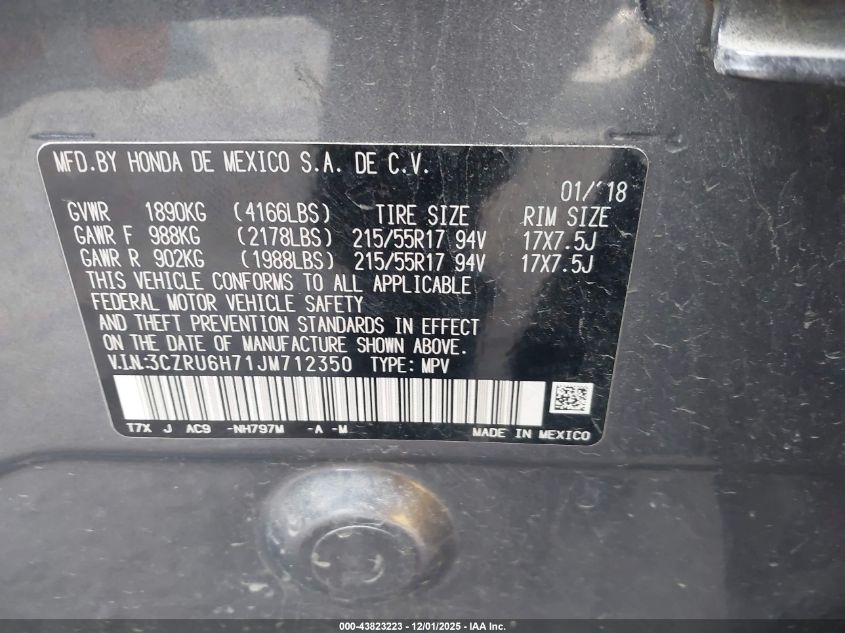 MFD.BY HONDA DE MEXICO S.A. DE C.V.
01/18
GVWR 1890KG (4166LBS) TIRE SIZE RIM SIZE
GAWR F 988KG (2178LBS) 215/55R17 94V 17X7.5J
GAWR R 902KG (1988LBS) 215/55R17 94V 17X7.5J
THIS VEHICLE CONFORMS TO ALL APPLICABLE
FEDERAL MOTOR VEHICLE SAFETY
AND THEFT PREVENTION STANDARDS IN EFFECT
ON THE DATE OF MANUFACTURE SHOWN ABOVE.
V.I.N:3CZRU6H71JM712350 TYPE: MPV
T7X J AC9 -NH797M -A -M MADE IN MEXICO
000-43823223 - 12/01/2025 - IAA Inc.